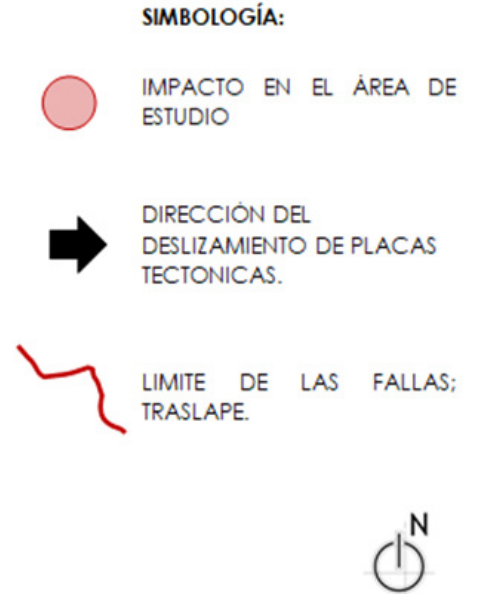 SIMBOLOGÍA:
IMPACTO EN EL ÁREA DE
ESTUDIO
DIRECCIÓN DEL
DESLIZAMIENTO DE PLACAS
TECTONICAS.
LIMITE DE LAS FALLAS;
TRASLAPE.
N